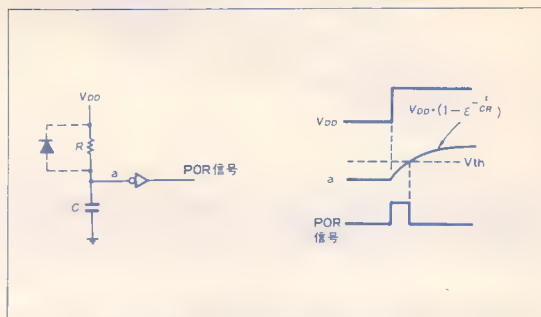 VDD
R
a
POR信号
C
VDD・(1−ε^−t/CR)
VDD
Vth
a
POR
信号